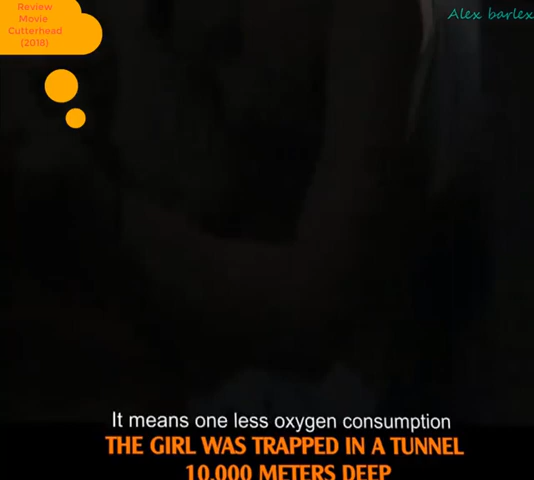 Review
Movie
Cutterhead
(2018)
Alex barlex
It means one less oxygen consumption
THE GIRL WAS TRAPPED IN A TUNNEL
10.000 METERS DEEP